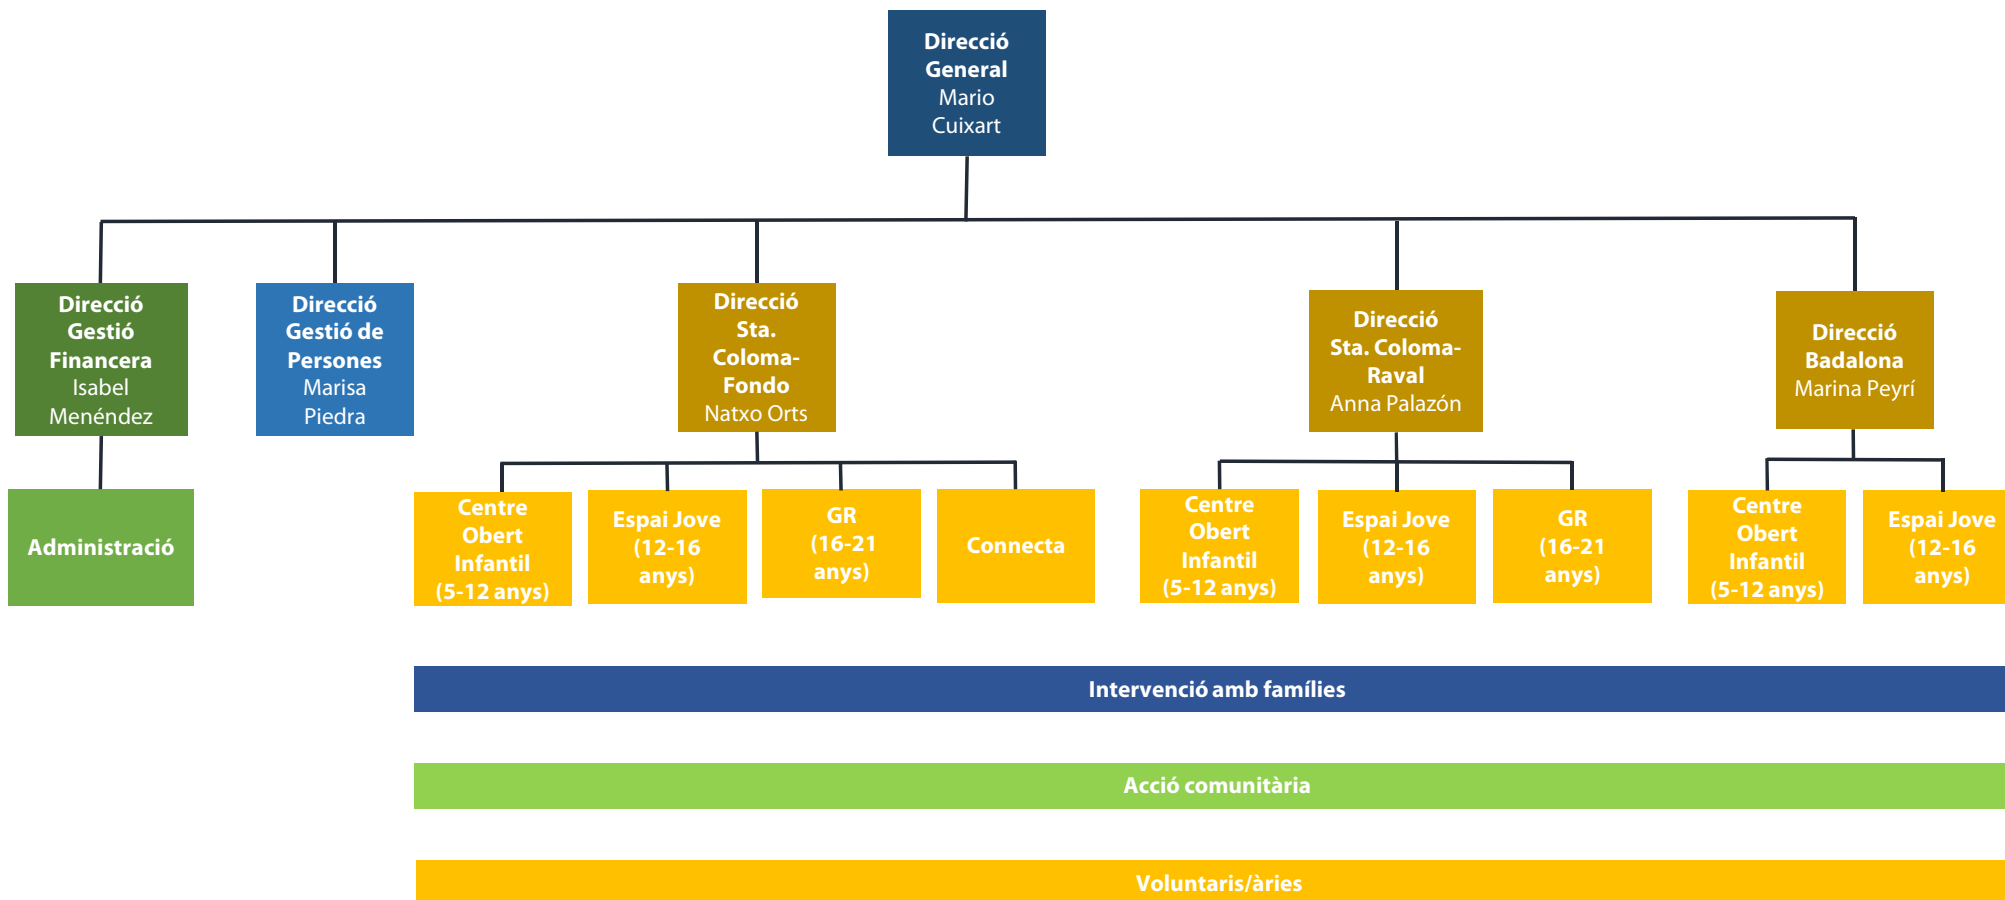 Direcció
General
Mario
Cuixart
Direcció
Gestió
Financera
Isabel
Menéndez
Direcció
Gestió de
Persones
Marisa
Piedra
Direcció
Sta.
Coloma-
Fondo
Natxo Orts
Direcció
Sta. Coloma-
Raval
Anna Palazón
Direcció
Badalona
Marina Peyrí
Administració
Centre
Obert
Infantil
(5-12 anys)
Espai Jove
(12-16
anys)
GR
(16-21
anys)
Connecta
Centre
Obert
Infantil
(5-12 anys)
Espai Jove
(12-16
anys)
GR
(16-21
anys)
Centre
Obert
Infantil
(5-12 anys)
Espai Jove
(12-16
anys)
Intervenció amb famílies
Acció comunitària
Voluntaris/àries